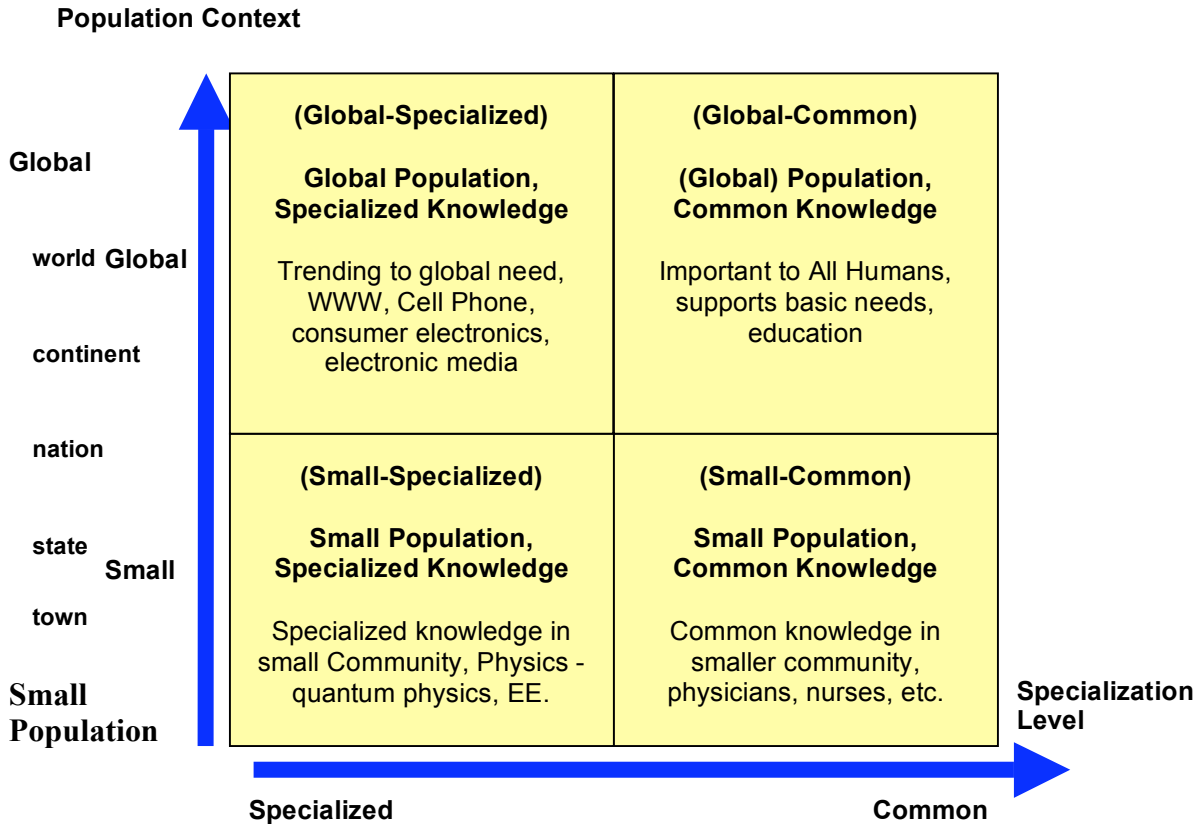 Population Context
Global
world Global
continent
nation
state
Small
town
Small
Population
(Global-Specialized)
Global Population,
Specialized Knowledge
Trending to global need,
WWW, Cell Phone,
consumer electronics,
electronic media
(Global-Common)
(Global) Population,
Common Knowledge
Important to All Humans,
supports basic needs,
education
(Small-Specialized)
Small Population,
Specialized Knowledge
Specialized knowledge in
small Community, Physics -
quantum physics, EE.
(Small-Common)
Small Population,
Common Knowledge
Common knowledge in
smaller community,
physicians, nurses, etc.
Specialization
Level
Specialized
Common